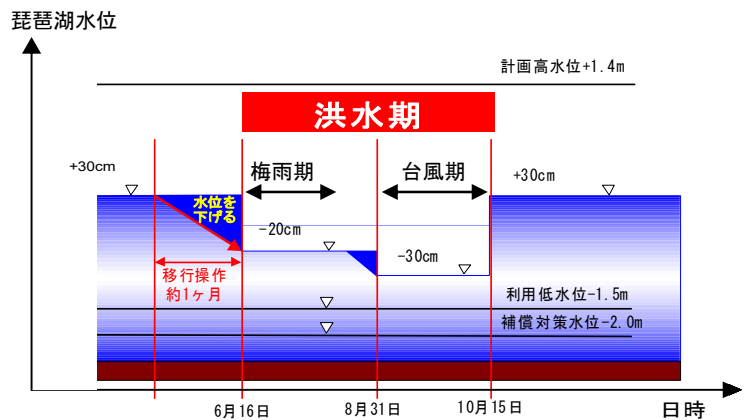 琵琶湖水位
計画高水位+1.4m
洪水期
梅雨期
台風期
+30cm
+30cm
水位を
下げる
-20cm
-30cm
移行操作
約1ヶ月
利用低水位-1.5m
補償対策水位-2.0m
6月16日
8月31日
10月15日
日時